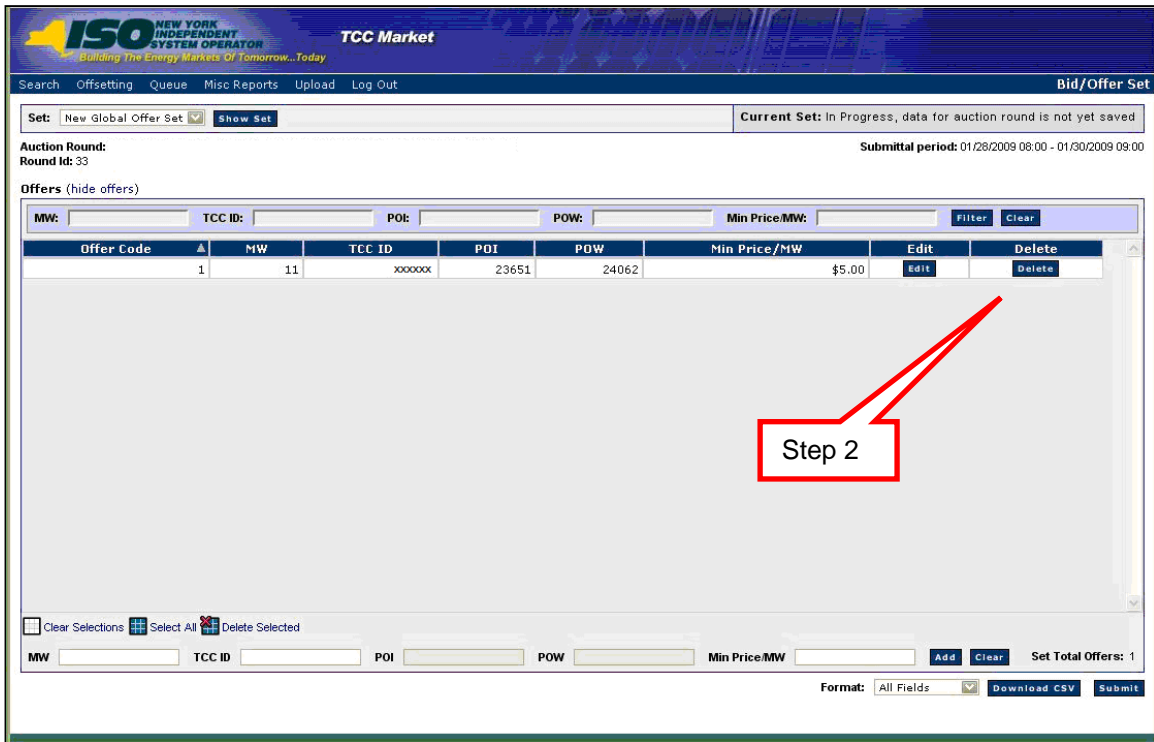 ISO NEW YORK INDEPENDENT SYSTEM OPERATOR
TCC Market
Building The Energy Markets Of Tomorrow...Today
Search Offsetting Queue Misc Reports Upload Log Out Bid/Offer Set
Set: New Global Offer Set Show Set Current Set: In Progress, data for auction round is not yet saved
Auction Round: Submittal period: 01/28/2009 08:00 - 01/30/2009 09:00
Round Id: 33
Offers (hide offers)
MW: TCC ID: POI: POW: Min Price/MW: Filter Clear
Offer Code MW TCC ID POI POW Min Price/MW Edit Delete
1 11 XXXXXX 23651 24062 $5.00 Edit Delete
Step 2
Clear Selections Select All Delete Selected
MW TCC ID POI POW Min Price/MW Add Clear Set Total Offers: 1
Format: All Fields Download CSV Submit